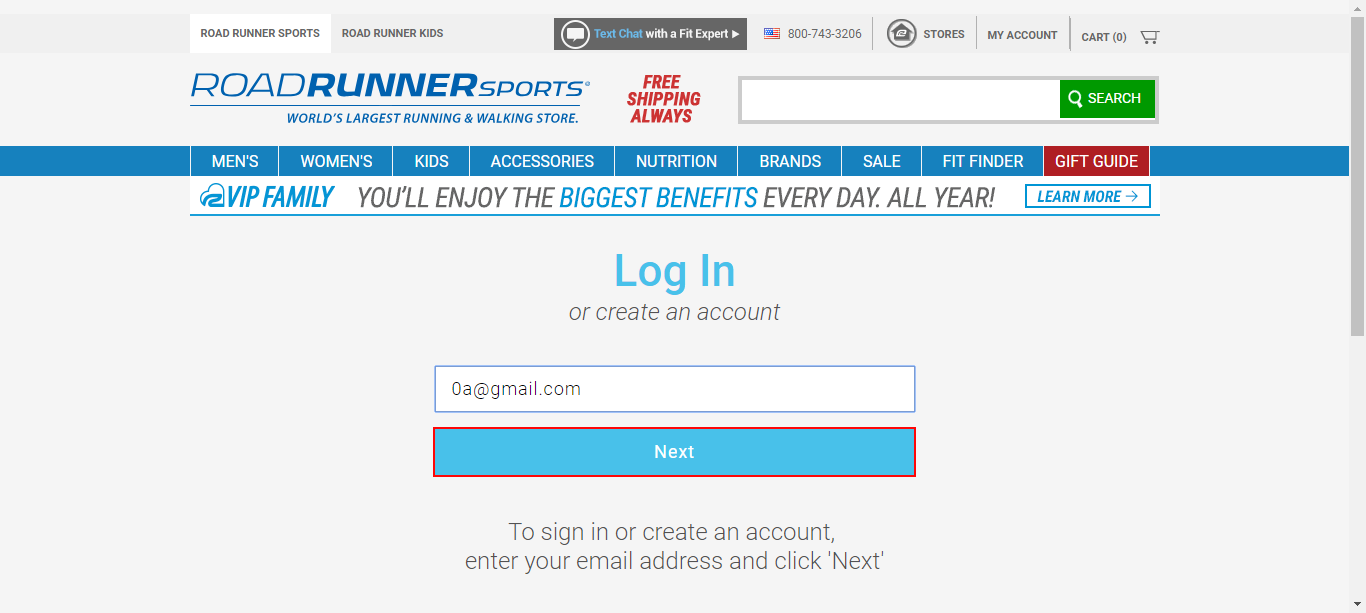 ROAD RUNNER SPORTS
ROAD RUNNER KIDS
Text Chat with a Fit Expert
800-743-3206
STORES
MY ACCOUNT
CART (0)
ROADRUNNERSPORTS®
WORLD'S LARGEST RUNNING & WALKING STORE.
FREE
SHIPPING
ALWAYS
SEARCH
MEN'S
WOMEN'S
KIDS
ACCESSORIES
NUTRITION
BRANDS
SALE
FIT FINDER
GIFT GUIDE
VIP FAMILY
YOU'LL ENJOY THE BIGGEST BENEFITS EVERY DAY. ALL YEAR!
LEARN MORE →
Log In
or create an account
0a@gmail.com
Next
To sign in or create an account,
enter your email address and click 'Next'